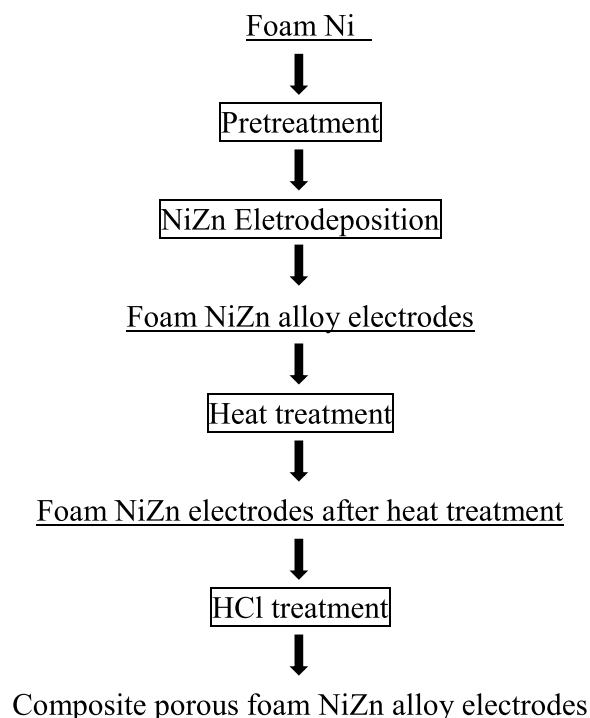 Foam Ni
Pretreatment
NiZn Eletrodeposition
Foam NiZn alloy electrodes
Heat treatment
Foam NiZn electrodes after heat treatment
HCl treatment
Composite porous foam NiZn alloy electrodes